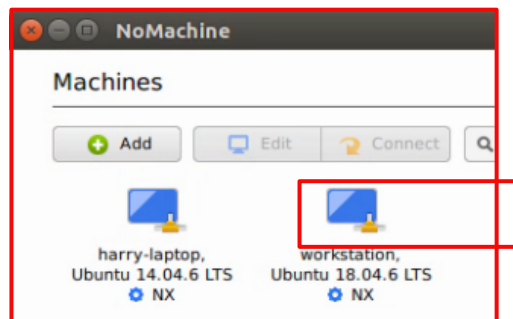 NoMachine
Machines
Add Edit Connect
harry-laptop,
Ubuntu 14.04.6 LTS
NX
workstation,
Ubuntu 18.04.6 LTS
NX